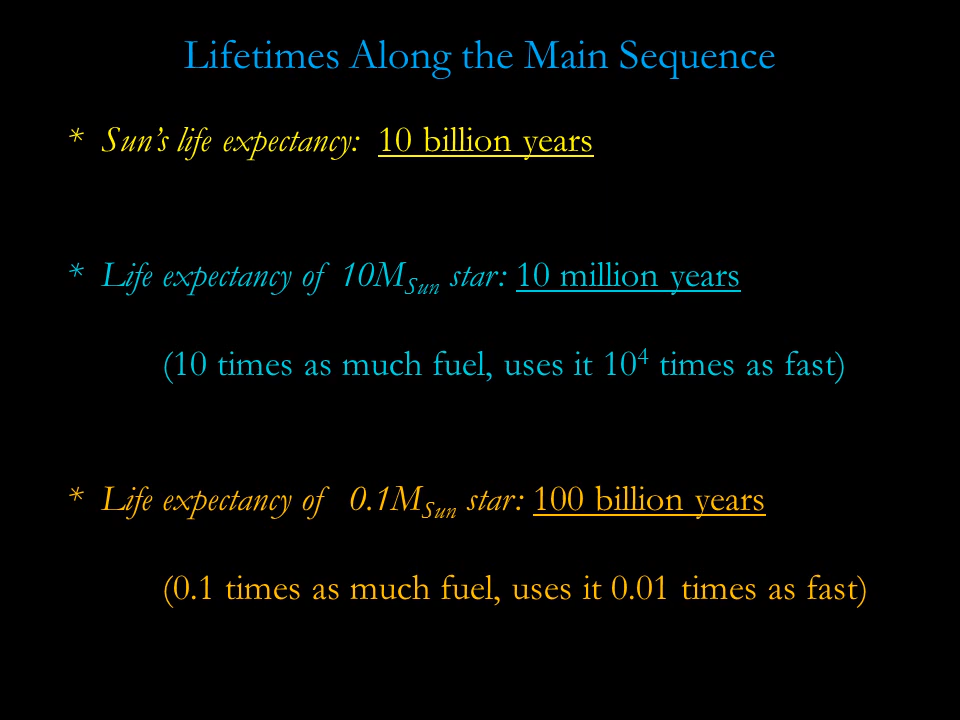 Lifetimes Along the Main Sequence
* Sun’s life expectancy: 10 billion years
* Life expectancy of 10M_Sun star: 10 million years
(10 times as much fuel, uses it 10⁴ times as fast)
* Life expectancy of 0.1M_Sun star: 100 billion years
(0.1 times as much fuel, uses it 0.01 times as fast)